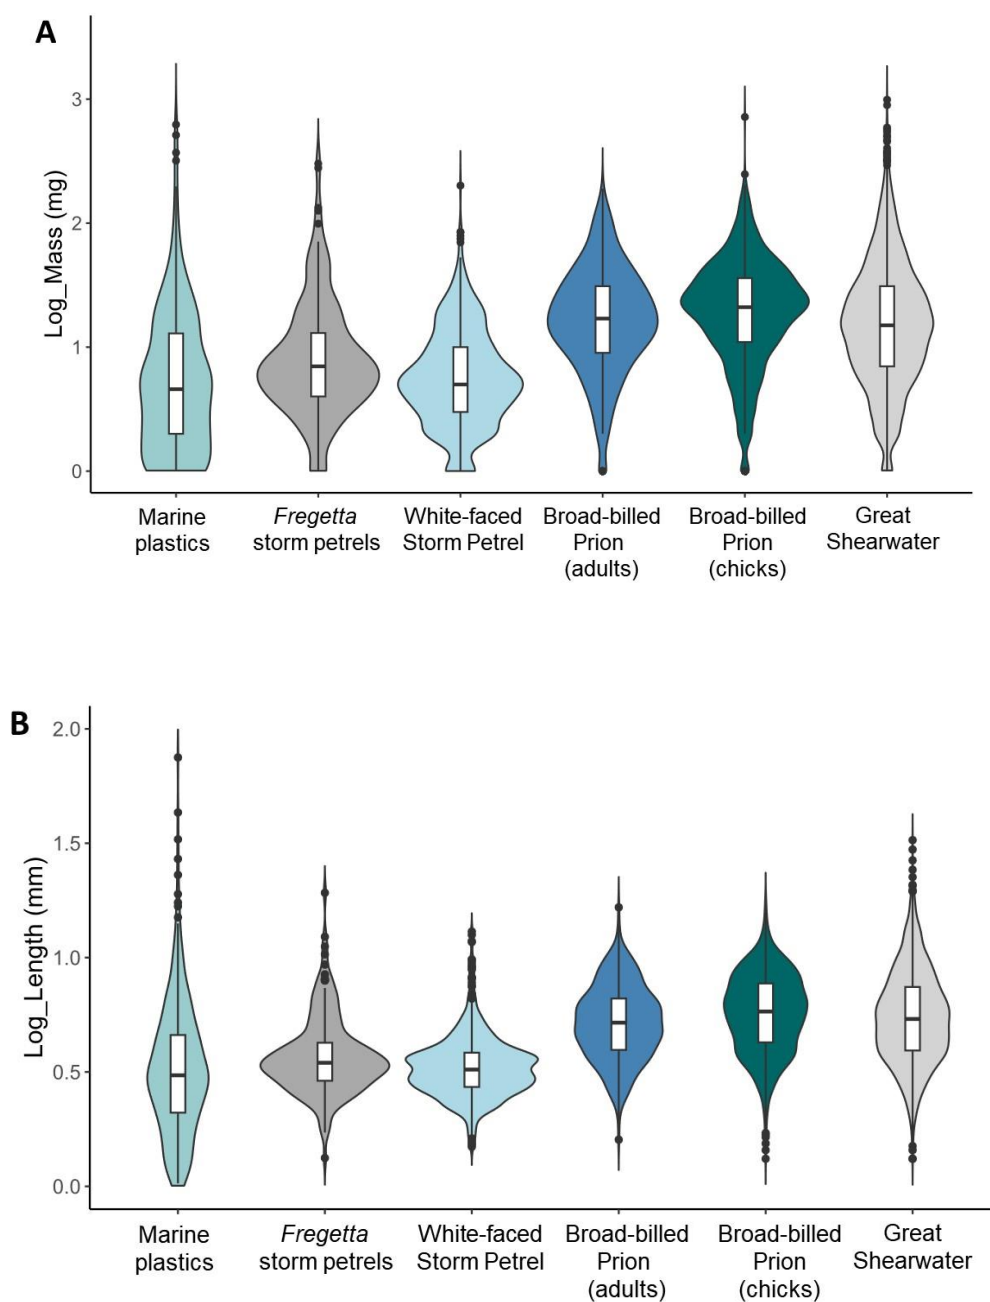 A
Log_Mass (mg)
3
2
1
0
Marine
plastics
Fregetta
storm petrels
White-faced
Storm Petrel
Broad-billed
Prion
(adults)
Broad-billed
Prion
(chicks)
Great
Shearwater
B
Log_Length (mm)
2.0
1.5
1.0
0.5
0.0
Marine
plastics
Fregetta
storm petrels
White-faced
Storm Petrel
Broad-billed
Prion
(adults)
Broad-billed
Prion
(chicks)
Great
Shearwater